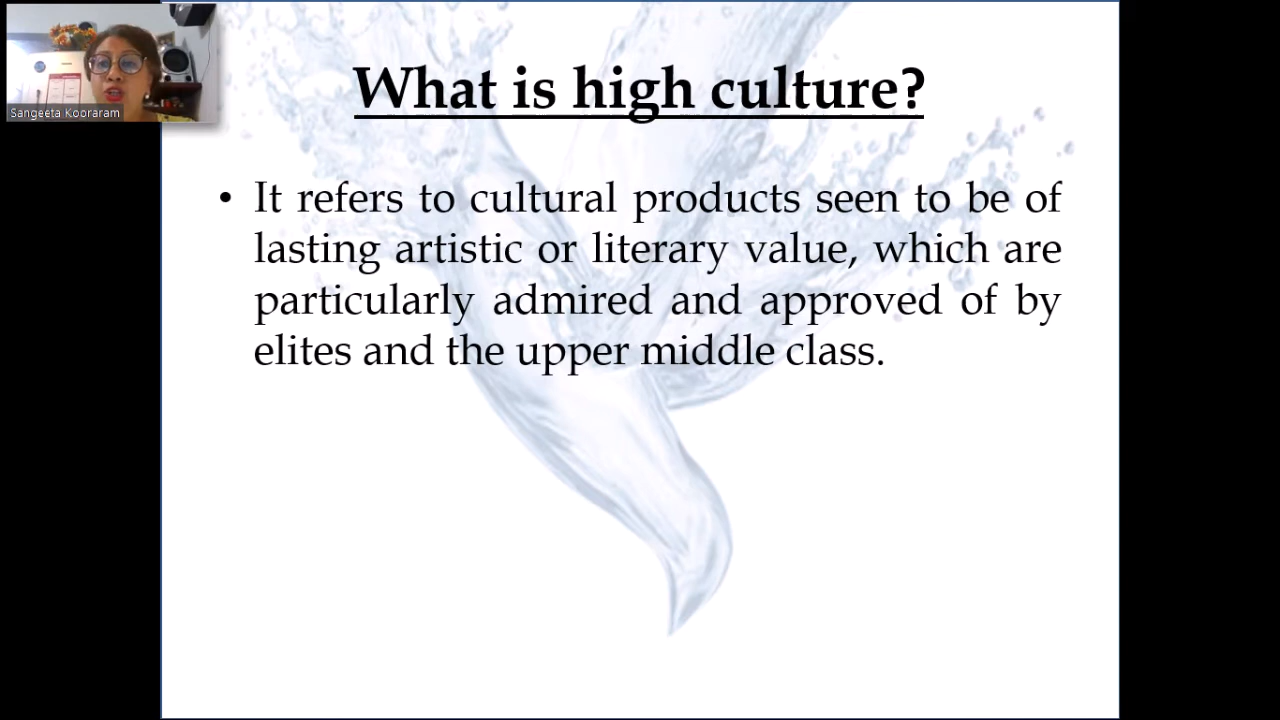 Sangeeta Kooraram
What is high culture?
• It refers to cultural products seen to be of
lasting artistic or literary value, which are
particularly admired and approved of by
elites and the upper middle class.